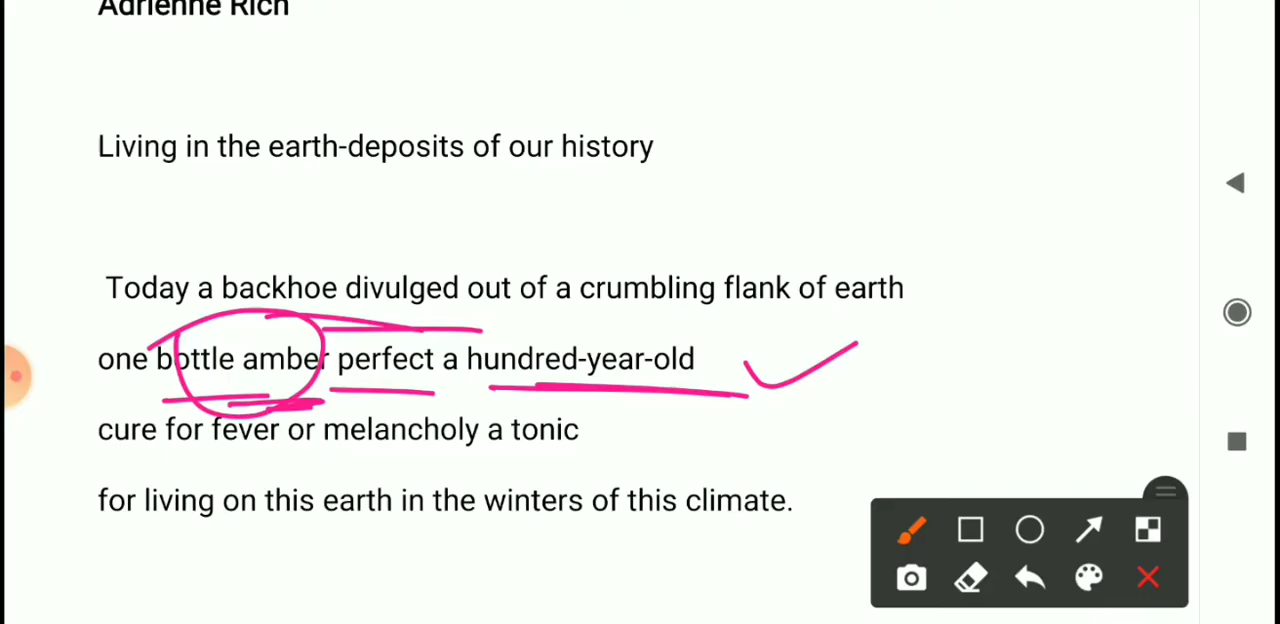 Adrienne Rich
Living in the earth-deposits of our history
Today a backhoe divulged out of a crumbling flank of earth
one bottle amber perfect a hundred-year-old
cure for fever or melancholy a tonic
for living on this earth in the winters of this climate.